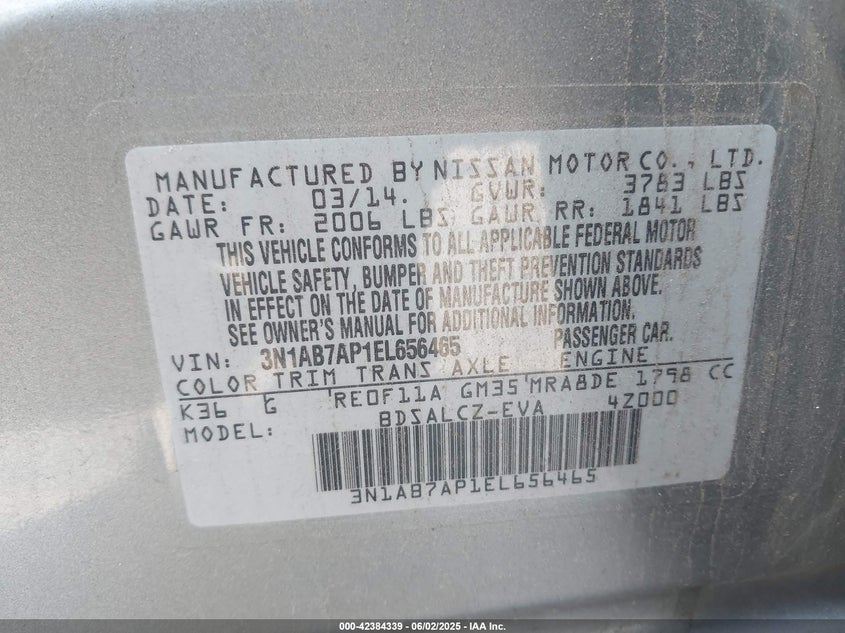 MANUFACTURED BY NISSAN MOTOR CO., LTD.
DATE: 03/14. GVWR: 3783 LBS
GAWR FR: 2006 LBS GAWR RR: 1841 LBS
THIS VEHICLE CONFORMS TO ALL APPLICABLE FEDERAL MOTOR
VEHICLE SAFETY, BUMPER AND THEFT PREVENTION STANDARDS
IN EFFECT ON THE DATE OF MANUFACTURE SHOWN ABOVE.
SEE OWNER'S MANUAL FOR ADDITIONAL INFORMATION.
VIN: 3N1AB7AP1EL656465 PASSENGER CAR.
COLOR TRIM TRANS AXLE ENGINE
K36 G RE0F11A GM35 MRA8DE 1798 CC
MODEL: BDSALCZ-EVA 4Z000
3N1AB7AP1EL656465
000-42384339 - 06/02/2025 - IAA Inc.